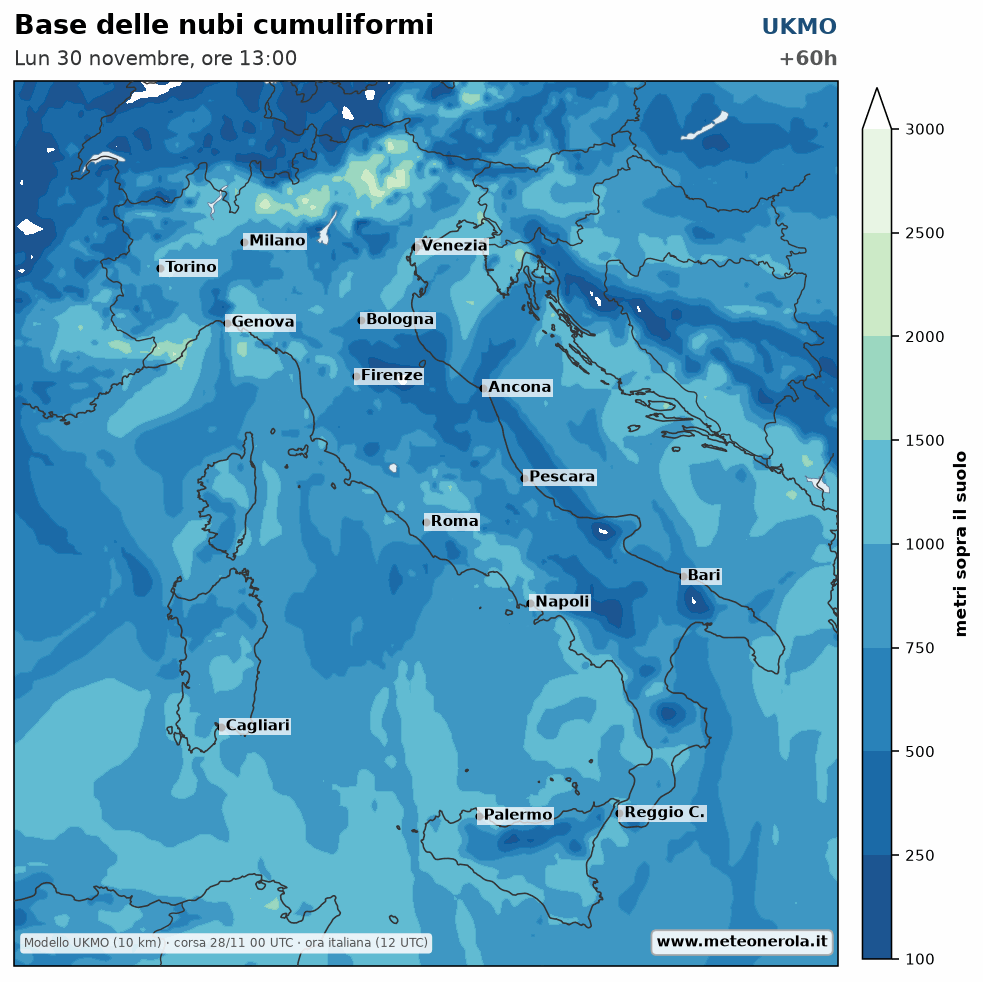 Base delle nubi cumuliformi
UKMO
Lun 30 novembre, ore 13:00
+60h
3000
2500
2000
1500
1000
750
500
250
100
metri sopra il suolo
Milano
Venezia
Torino
Genova
Bologna
Firenze
Ancona
Pescara
Roma
Bari
Napoli
Cagliari
Palermo
Reggio C.
Modello UKMO (10 km) · corsa 28/11 00 UTC · ora italiana (12 UTC)
www.meteonerola.it